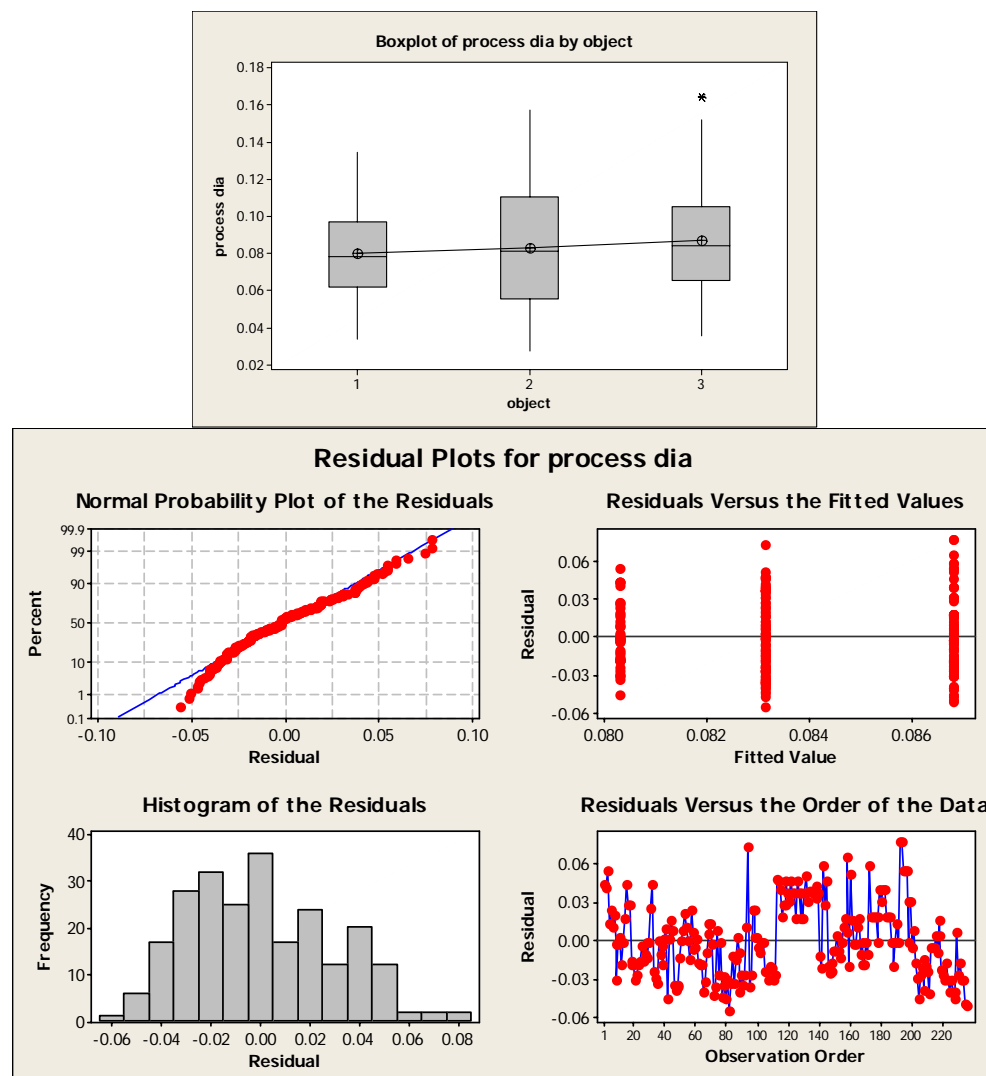 Boxplot of process dia by object
0.18
0.16
0.14
0.12
0.10
0.08
0.06
0.04
0.02
process dia
1 2 3
object
Residual Plots for process dia
Normal Probability Plot of the Residuals
99.9
99
90
50
10
1
0.1
Percent
-0.10 -0.05 0.00 0.05 0.10
Residual
Residuals Versus the Fitted Values
0.06
0.03
0.00
-0.03
-0.06
Residual
0.080 0.082 0.084 0.086
Fitted Value
Histogram of the Residuals
40
30
20
10
0
Frequency
-0.06 -0.04 -0.02 0.00 0.02 0.04 0.06 0.08
Residual
Residuals Versus the Order of the Data
0.06
0.03
0.00
-0.03
-0.06
Residual
1 20 40 60 80 100 120 140 160 180 200 220
Observation Order